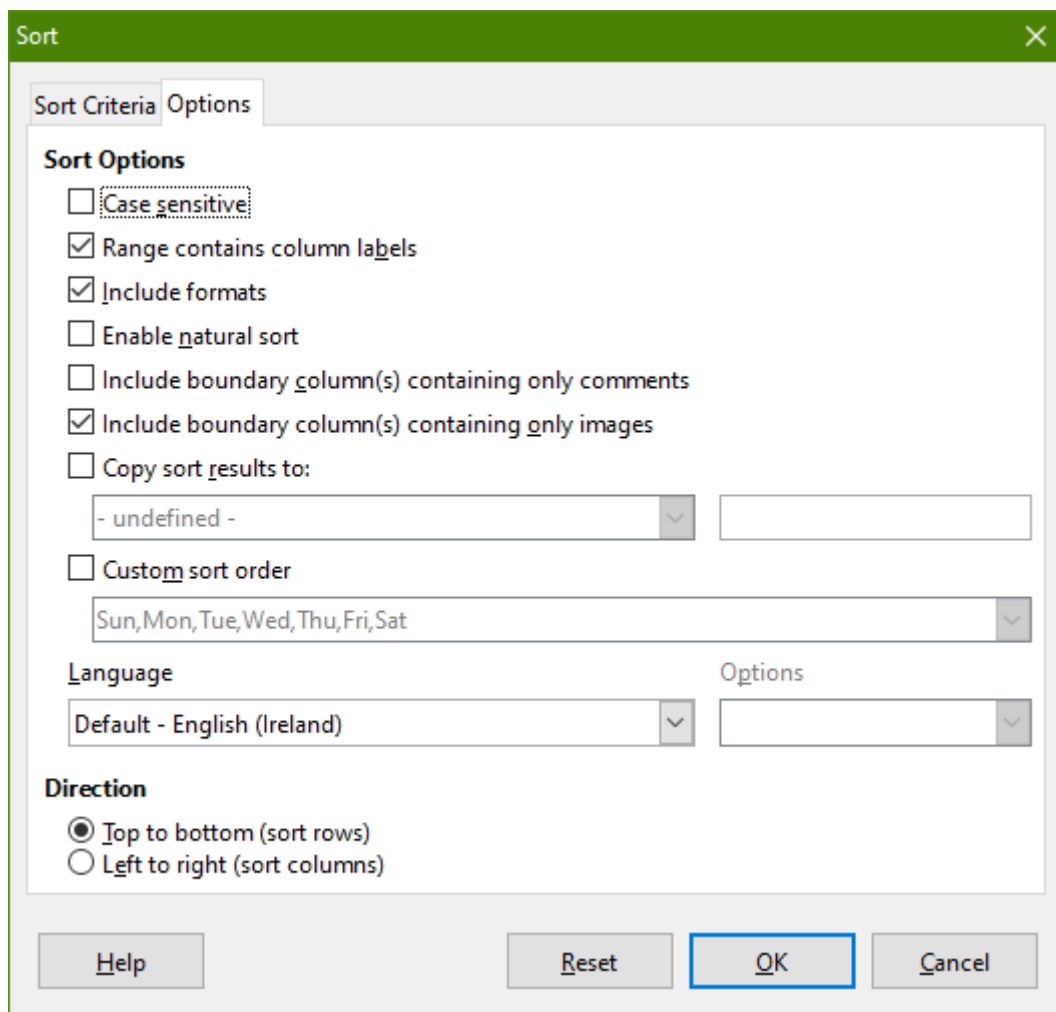 Sort
Sort Criteria Options
Sort Options
Case sensitive
Range contains column labels
Include formats
Enable natural sort
Include boundary column(s) containing only comments
Include boundary column(s) containing only images
Copy sort results to:
- undefined -
Custom sort order
Sun,Mon,Tue,Wed,Thu,Fri,Sat
Language Options
Default - English (Ireland)
Direction
Top to bottom (sort rows)
Left to right (sort columns)
Help Reset OK Cancel